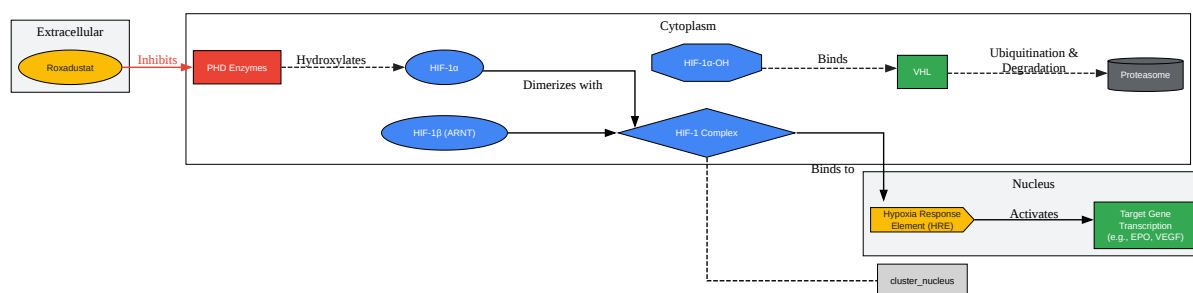 Extracellular
Roxadustat
Inhibits
Cytoplasm
PHD Enzymes
Hydroxylates
HIF-1α
HIF-1α-OH
Binds
VHL
Ubiquitination &
Degradation
Proteasome
Dimerizes with
HIF-1β (ARNT)
HIF-1 Complex
Binds to
Nucleus
Hypoxia Response
Element (HRE)
Activates
Target Gene
Transcription
(e.g., EPO, VEGF)
cluster_nucleus